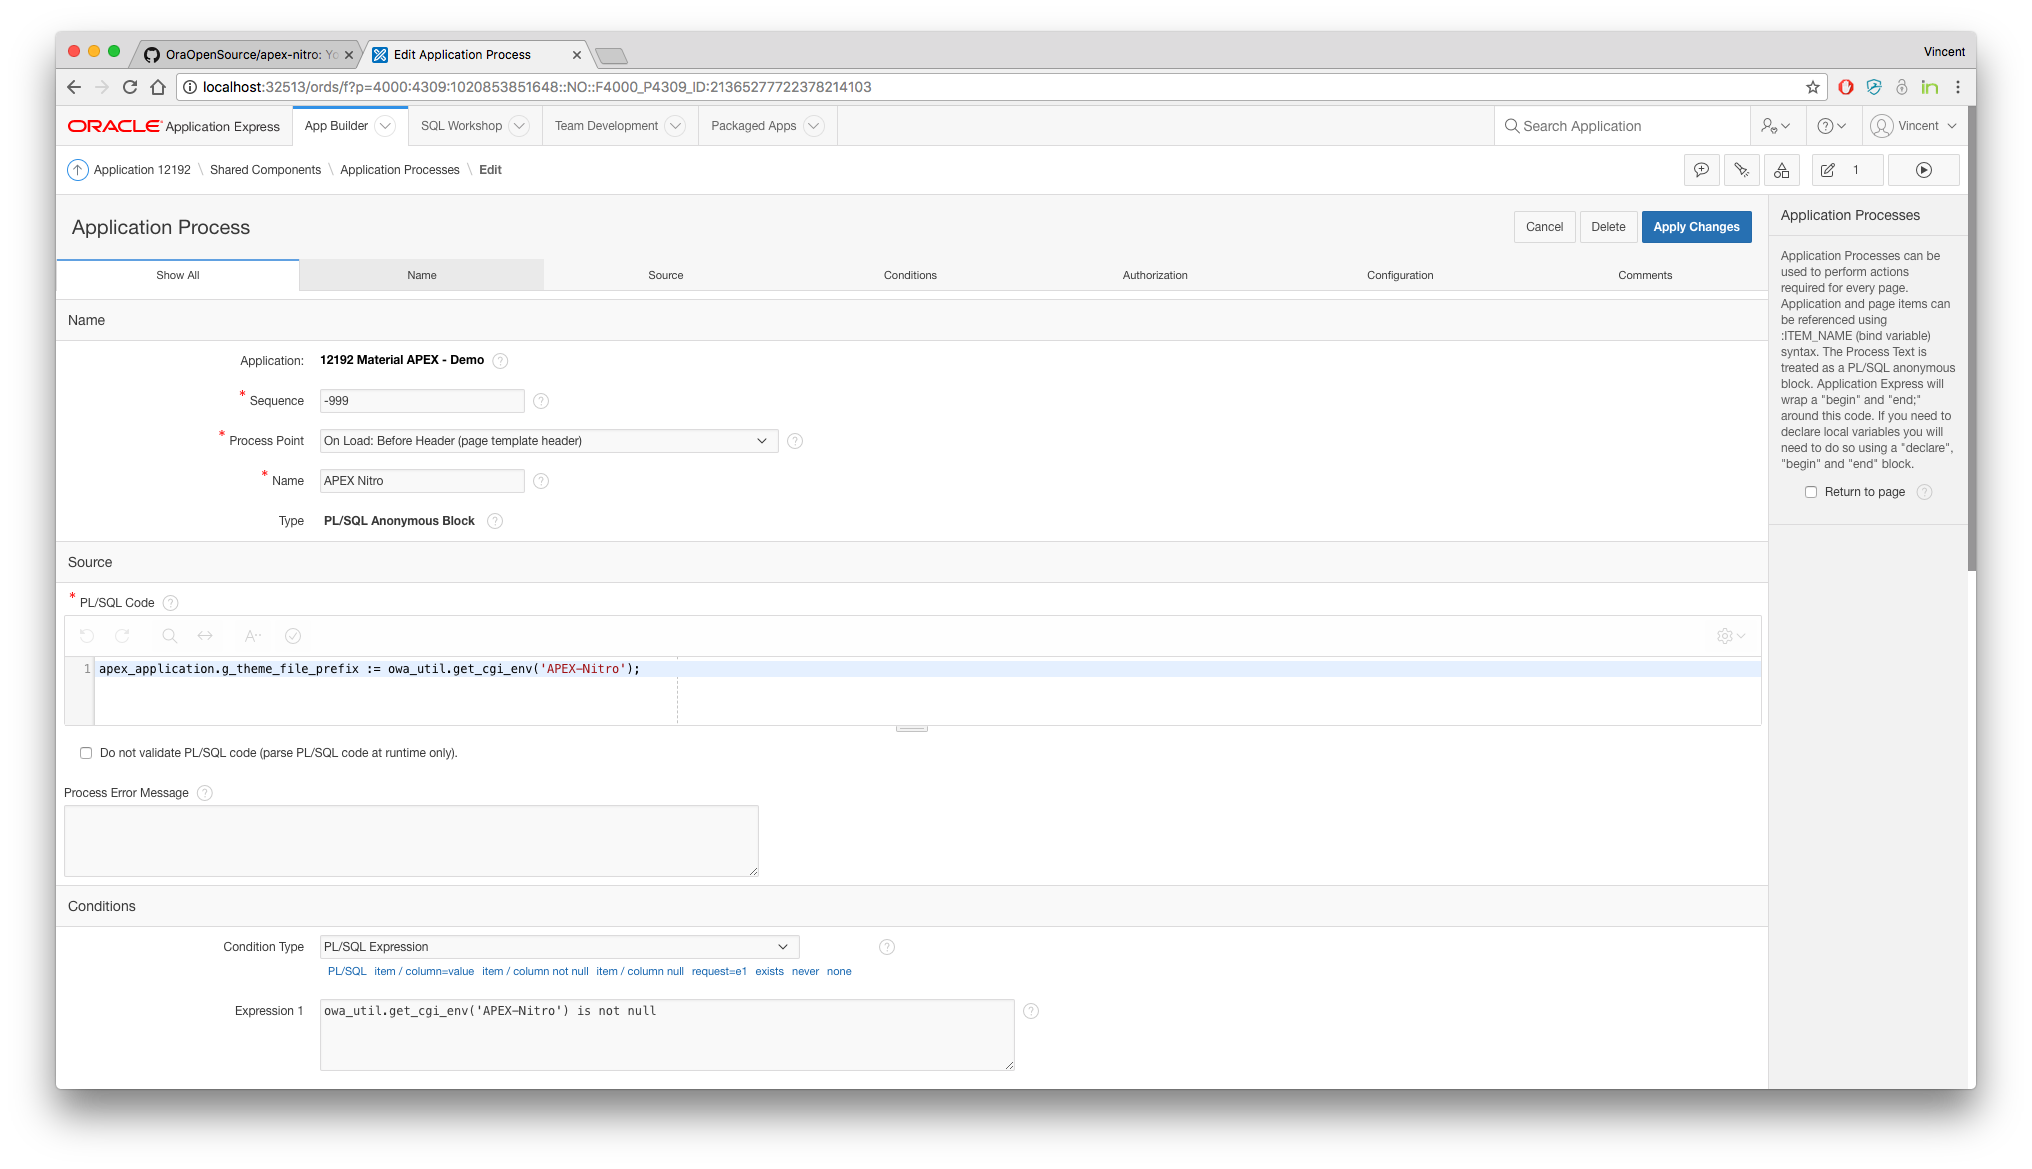 OraOpenSource/apex-nitro: Yo
Edit Application Process
Vincent
localhost:32513/ords/f?p=4000:4309:1020853851648::NO::F4000_P4309_ID:21365277722378214103
ORACLE Application Express
App Builder
SQL Workshop
Team Development
Packaged Apps
Search Application
Vincent
Application 12192 \ Shared Components \ Application Processes \ Edit
1
Application Process
Cancel
Delete
Apply Changes
Show All
Name
Source
Conditions
Authorization
Configuration
Comments
Name
Application: 12192 Material APEX - Demo
* Sequence -999
* Process Point On Load: Before Header (page template header)
* Name APEX Nitro
Type PL/SQL Anonymous Block
Source
* PL/SQL Code
1 apex_application.g_theme_file_prefix := owa_util.get_cgi_env('APEX-Nitro');
Do not validate PL/SQL code (parse PL/SQL code at runtime only).
Process Error Message
Conditions
Condition Type PL/SQL Expression
PL/SQL item / column=value item / column not null item / column null request=e1 exists never none
Expression 1 owa_util.get_cgi_env('APEX-Nitro') is not null
Application Processes
Application Processes can be
used to perform actions
required for every page.
Application and page items can
be referenced using
:ITEM_NAME (bind variable)
syntax. The Process Text is
treated as a PL/SQL anonymous
block. Application Express will
wrap a "begin" and "end;"
around this code. If you need to
declare local variables you will
need to do so using a "declare",
"begin" and "end" block.
Return to page